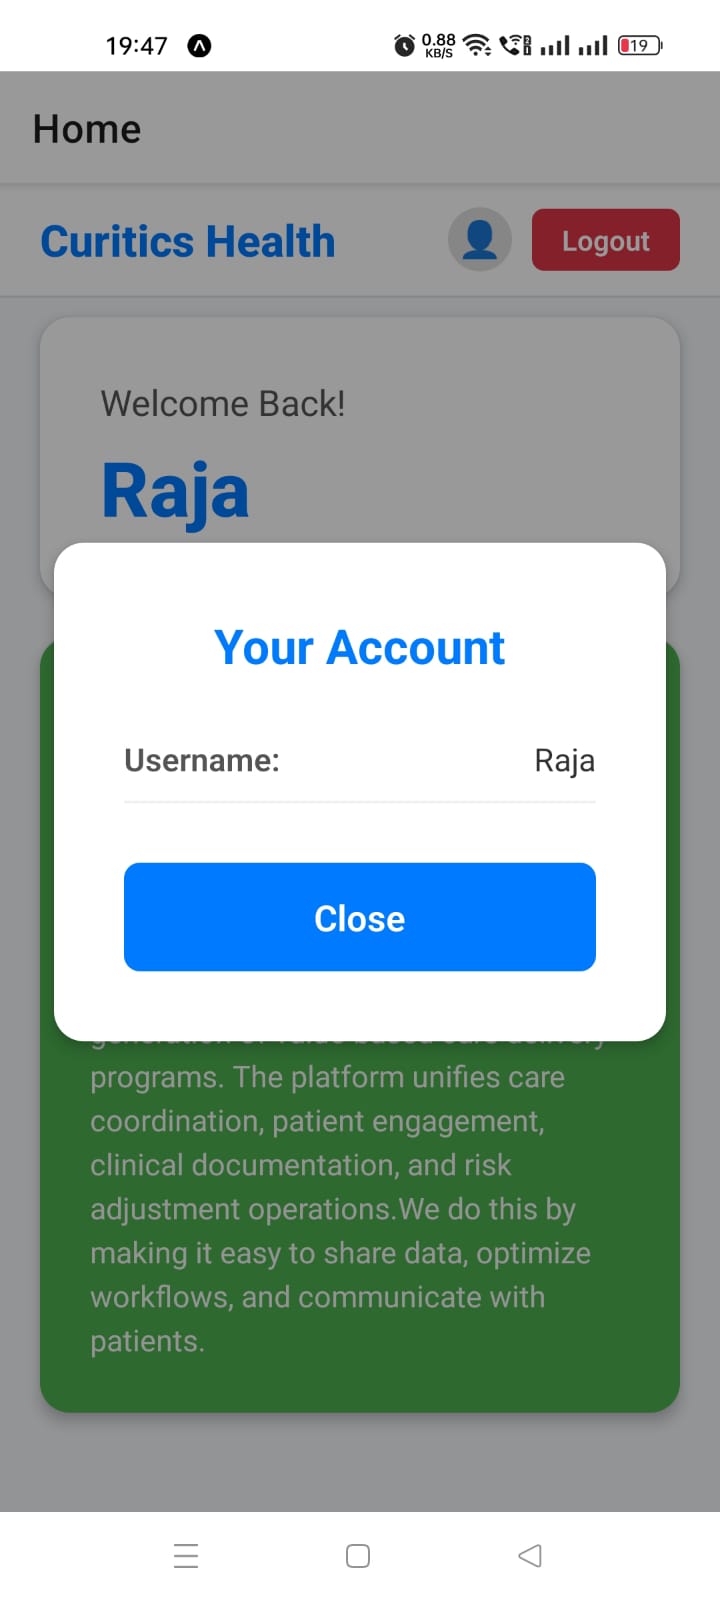 19:47 0.88 KB/S 19
Home
Curitics Health Logout
Welcome Back!
Raja
Your Account
Username: Raja
Close
programs. The platform unifies care
coordination, patient engagement,
clinical documentation, and risk
adjustment operations.We do this by
making it easy to share data, optimize
workflows, and communicate with
patients.